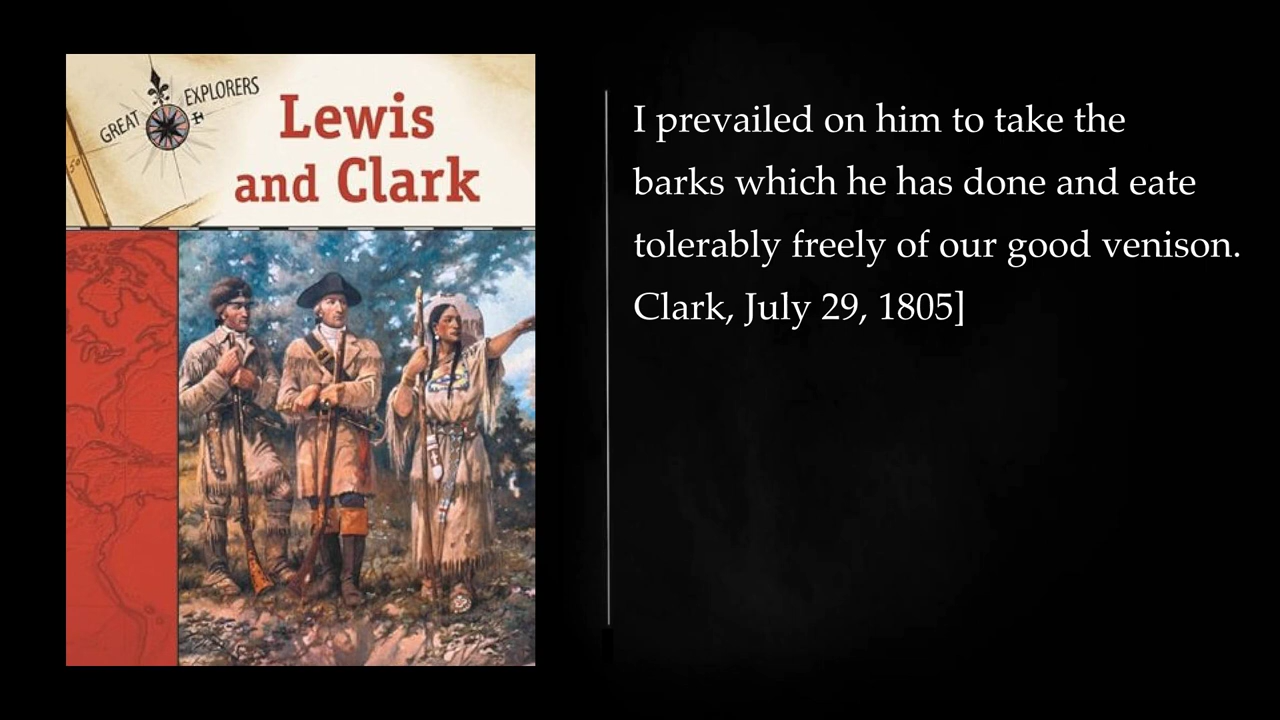 GREAT EXPLORERS
Lewis
and Clark
50
I prevailed on him to take the
barks which he has done and eate
tolerably freely of our good venison.
Clark, July 29, 1805]